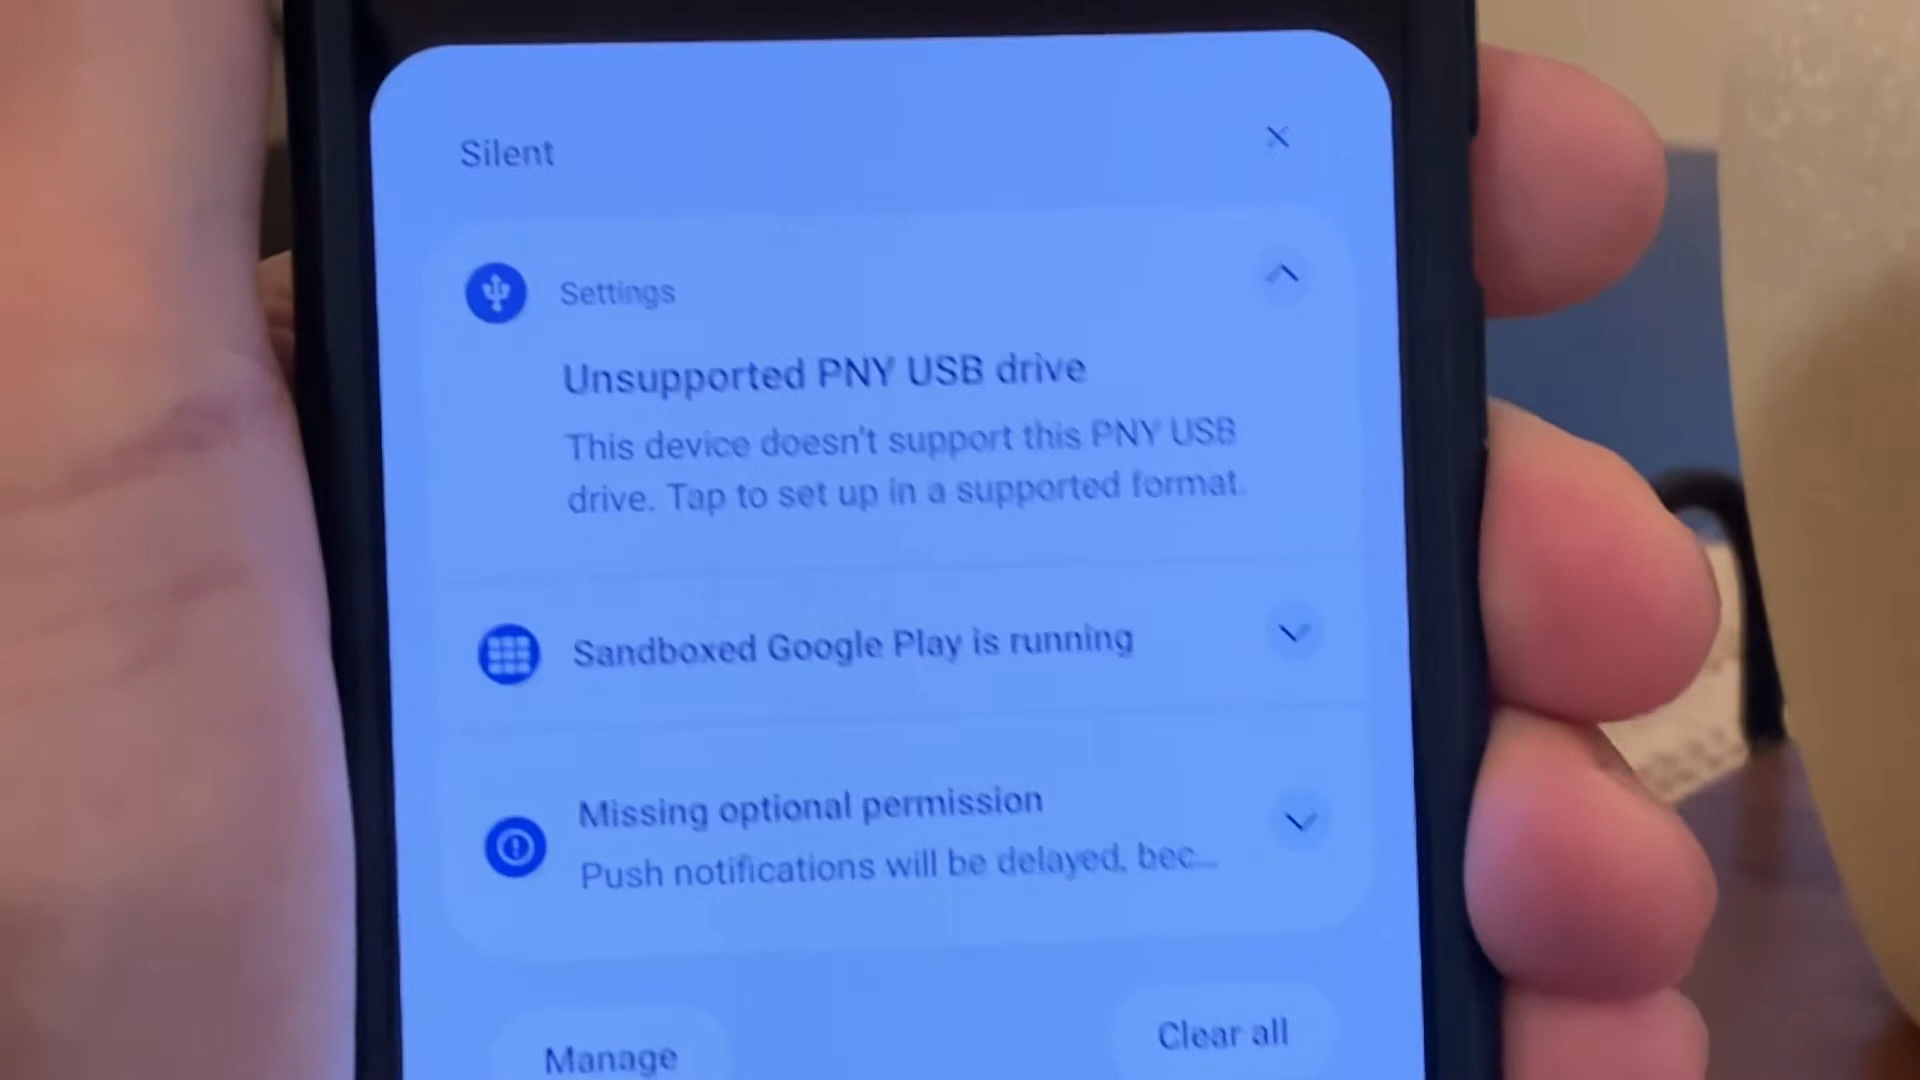 Silent
Settings
Unsupported PNY USB drive
This device doesn't support this PNY USB
drive. Tap to set up in a supported format.
Sandboxed Google Play is running
Missing optional permission
Push notifications will be delayed, bec...
Manage
Clear all